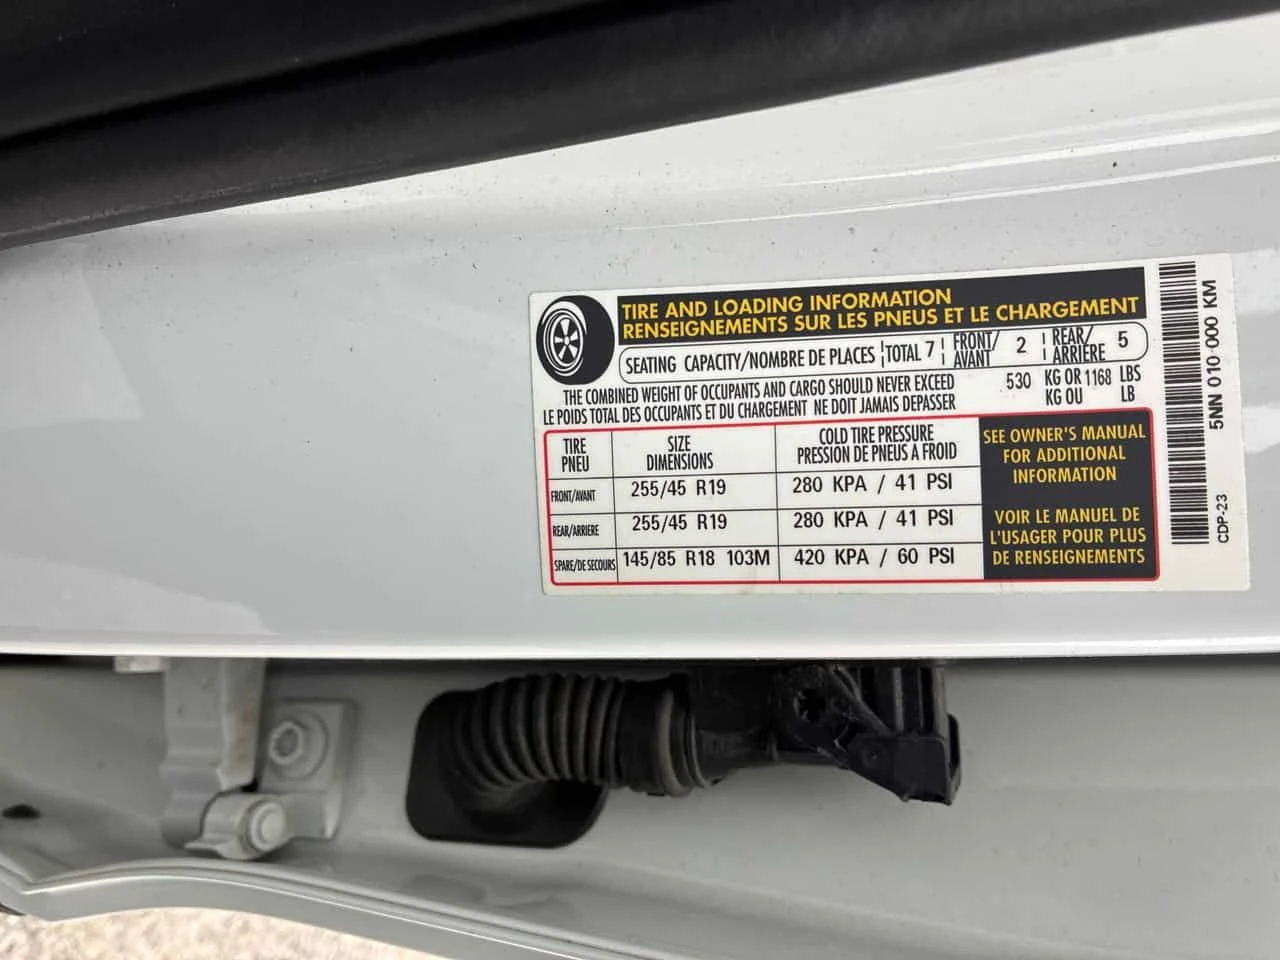 TIRE AND LOADING INFORMATION
RENSEIGNEMENTS SUR LES PNEUS ET LE CHARGEMENT
SEATING CAPACITY/NOMBRE DE PLACES TOTAL 7 FRONT/AVANT 2 REAR/ARRIÈRE 5
THE COMBINED WEIGHT OF OCCUPANTS AND CARGO SHOULD NEVER EXCEED 530 KG OR 1168 LBS
LE POIDS TOTAL DES OCCUPANTS ET DU CHARGEMENT NE DOIT JAMAIS DEPASSER KG OU LB
TIRE SIZE COLD TIRE PRESSURE
PNEU DIMENSIONS PRESSION DE PNEUS A FROID
FRONT/AVANT 255/45 R19 280 KPA / 41 PSI
REAR/ARRIERE 255/45 R19 280 KPA / 41 PSI
SPARE/DE SECOURS 145/85 R18 103M 420 KPA / 60 PSI
SEE OWNER'S MANUAL
FOR ADDITIONAL
INFORMATION
VOIR LE MANUEL DE
L'USAGER POUR PLUS
DE RENSEIGNEMENTS
5NN 010 000 KM
CDP-23